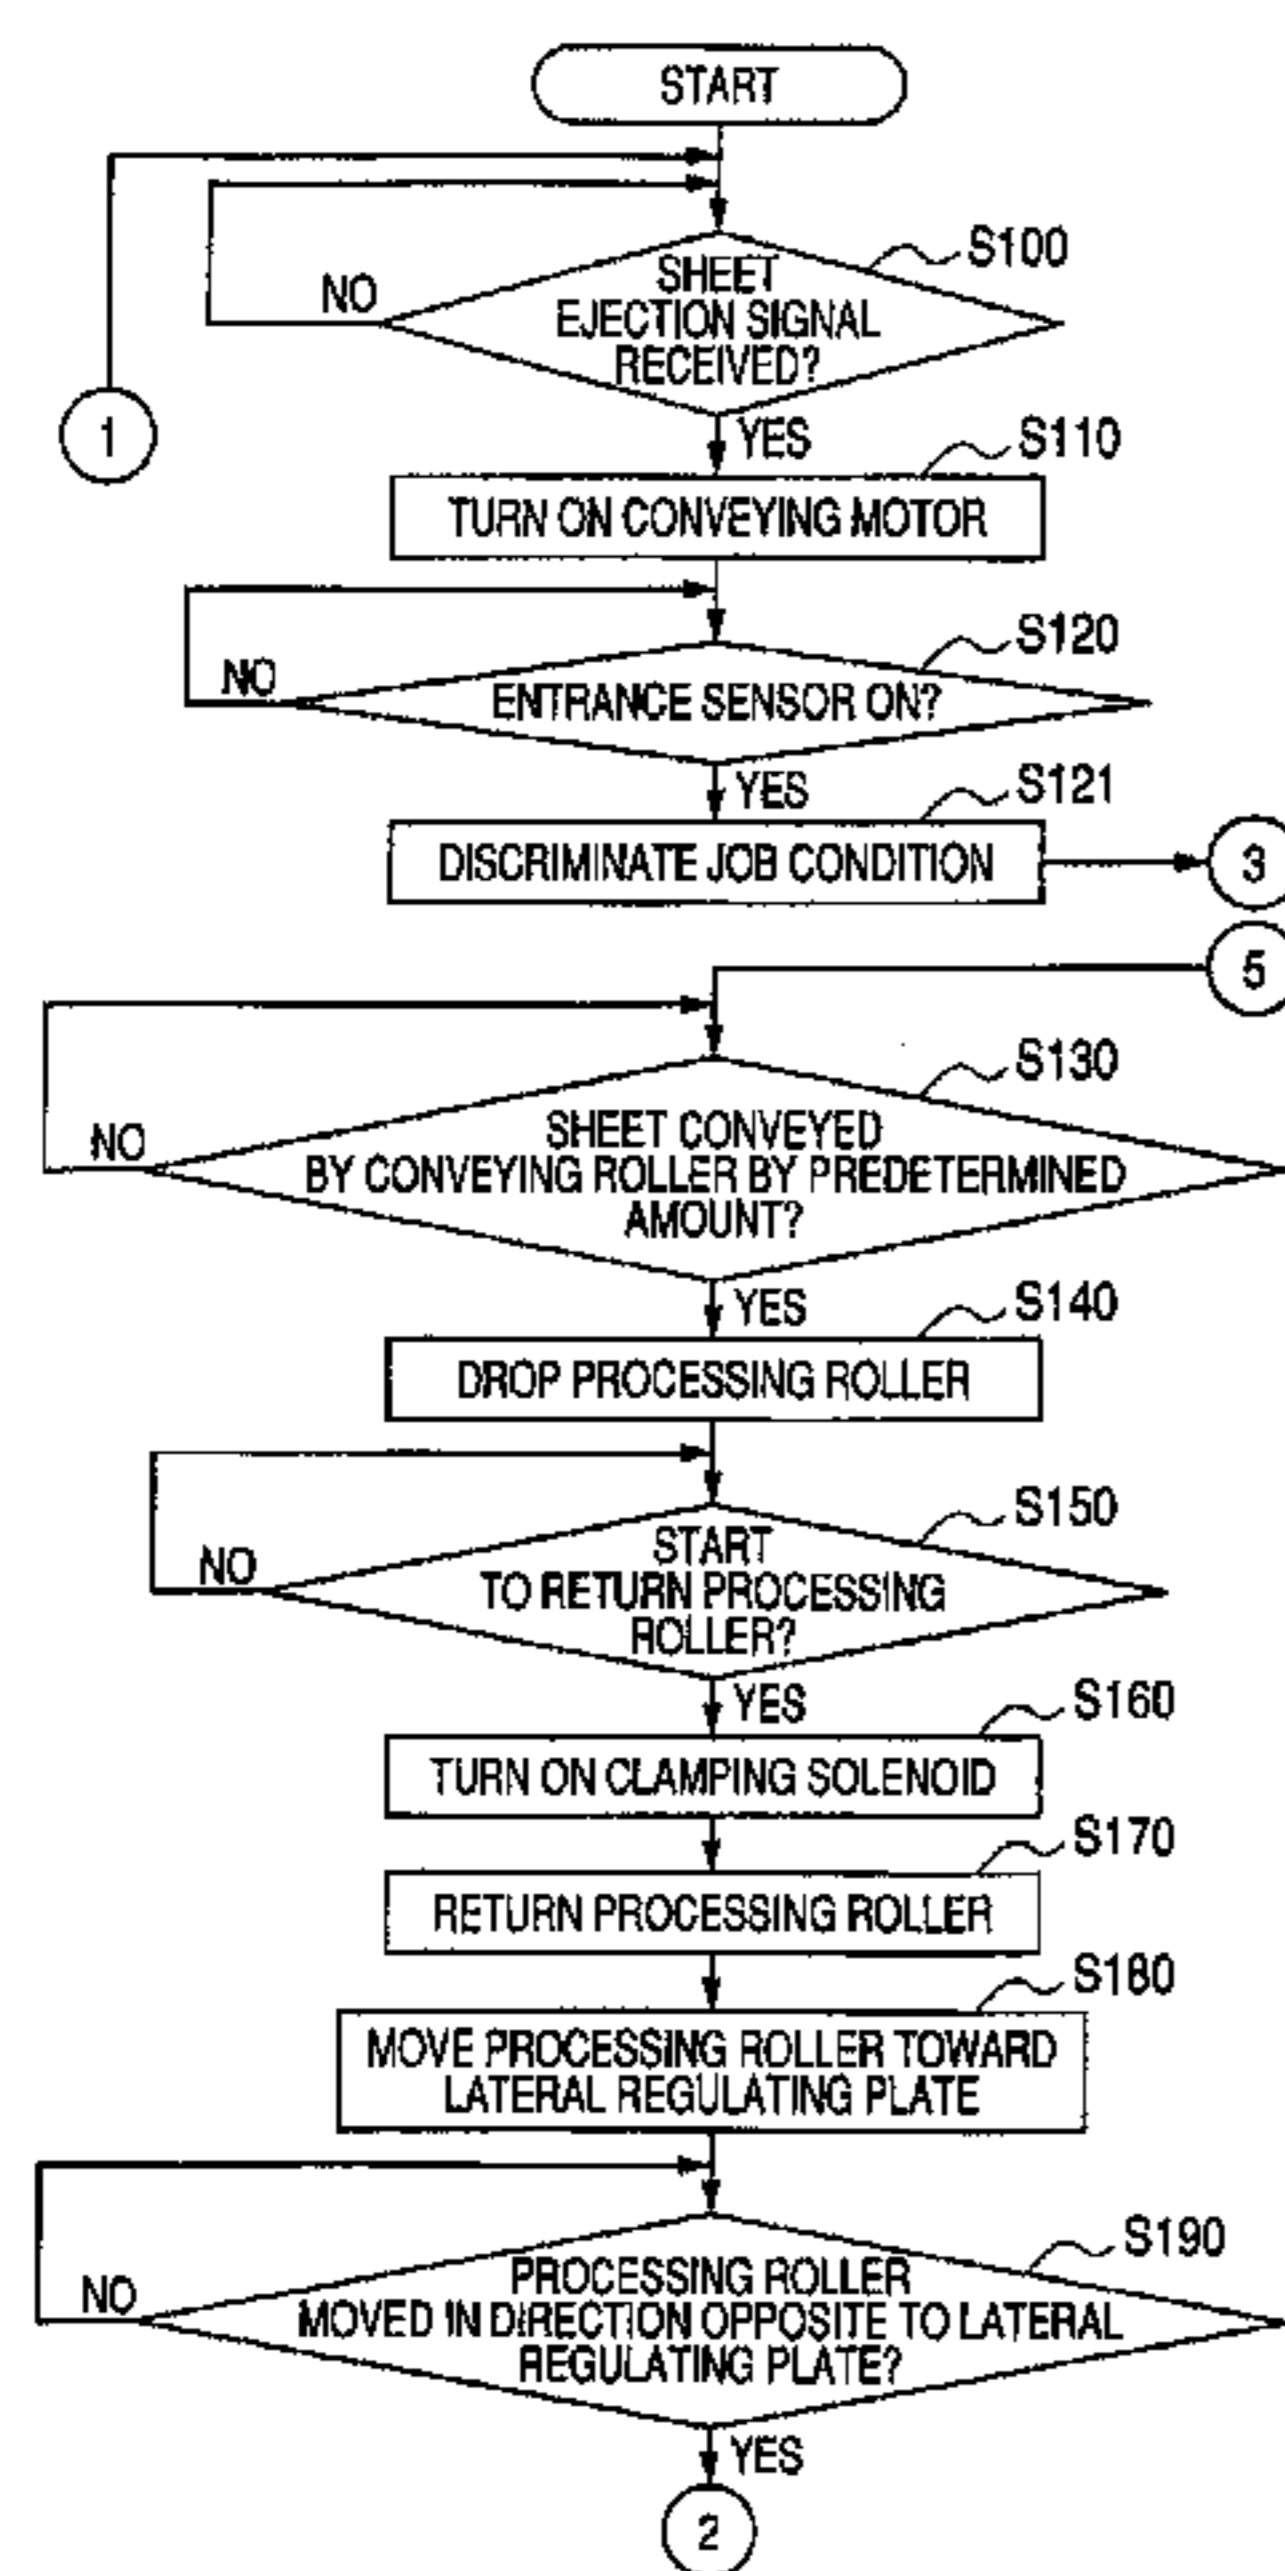 START
S100
SHEET
EJECTION SIGNAL
RECEIVED?
NO
1
YES
S110
TURN ON CONVEYING MOTOR
S120
ENTRANCE SENSOR ON?
NO
YES
S121
DISCRIMINATE JOB CONDITION
3
5
S130
SHEET CONVEYED
BY CONVEYING ROLLER BY PREDETERMINED
AMOUNT?
NO
YES
S140
DROP PROCESSING ROLLER
S150
START
TO RETURN PROCESSING
ROLLER?
NO
YES
S160
TURN ON CLAMPING SOLENOID
S170
RETURN PROCESSING ROLLER
S180
MOVE PROCESSING ROLLER TOWARD
LATERAL REGULATING PLATE
S190
PROCESSING ROLLER
MOVED IN DIRECTION OPPOSITE TO LATERAL
REGULATING PLATE?
NO
YES
2